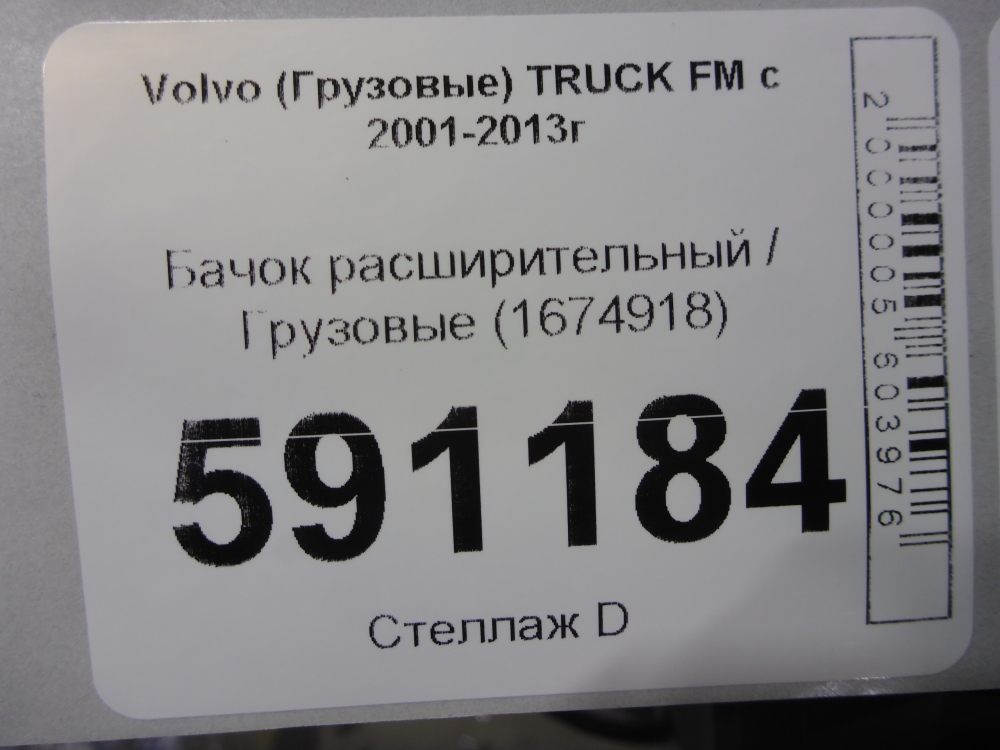 Volvo (Грузовые) TRUCK FM с
2001-2013г
Бачок расширительный /
Грузовые (1674918)
591184
Стеллаж D
2000005603976